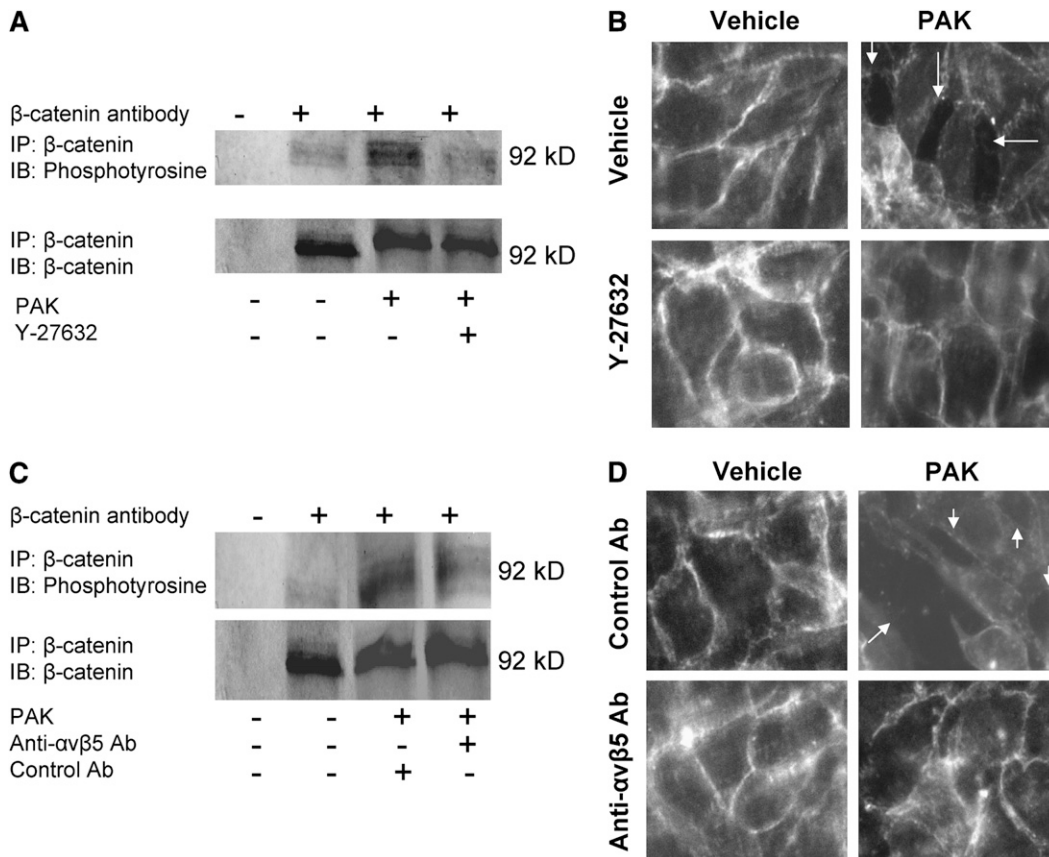 A
β-catenin antibody - + + +
IP: β-catenin
IB: Phosphotyrosine
92 kD
IP: β-catenin
IB: β-catenin
92 kD
PAK - - + +
Y-27632 - - - +
B
Vehicle PAK
Vehicle
Y-27632
C
β-catenin antibody - + + +
IP: β-catenin
IB: Phosphotyrosine
92 kD
IP: β-catenin
IB: β-catenin
92 kD
PAK - - + +
Anti-αvβ5 Ab - - - +
Control Ab - - + -
D
Vehicle PAK
Control Ab
Anti-αvβ5 Ab